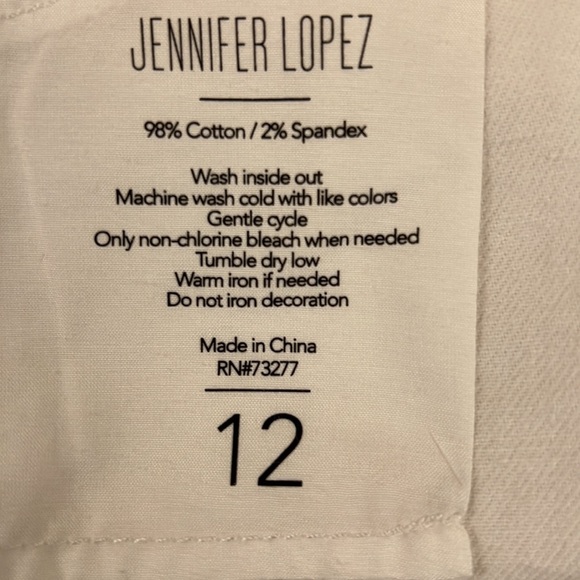 JENNIFER LOPEZ
98% Cotton / 2% Spandex
Wash inside out
Machine wash cold with like colors
Gentle cycle
Only non-chlorine bleach when needed
Tumble dry low
Warm iron if needed
Do not iron decoration
Made in China
RN#73277
12